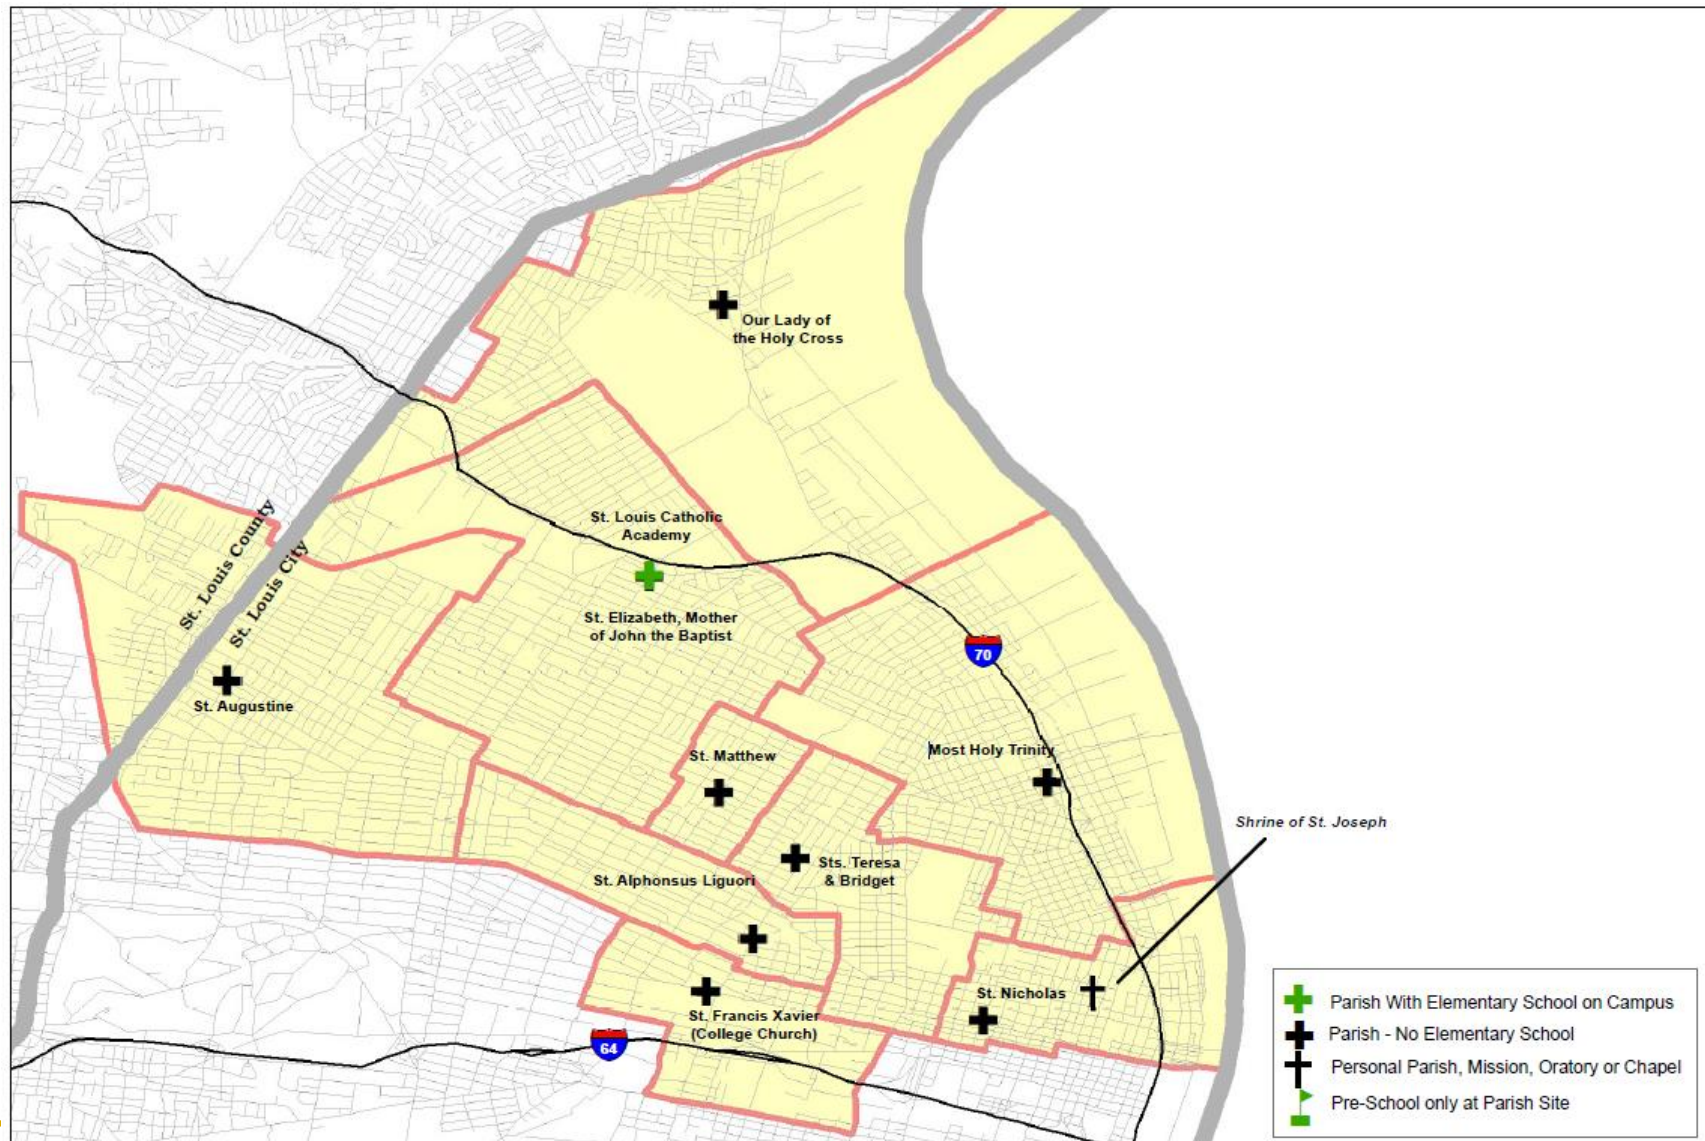 Our Lady of
the Holy Cross
St. Louis Catholic
Academy
St. Elizabeth, Mother
of John the Baptist
St. Louis County
St. Louis City
70
St. Augustine
St. Matthew
Most Holy Trinity
Shrine of St. Joseph
Sts. Teresa
& Bridget
St. Alphonsus Liguori
St. Nicholas
St. Francis Xavier
(College Church)
64
Parish With Elementary School on Campus
Parish - No Elementary School
Personal Parish, Mission, Oratory or Chapel
Pre-School only at Parish Site